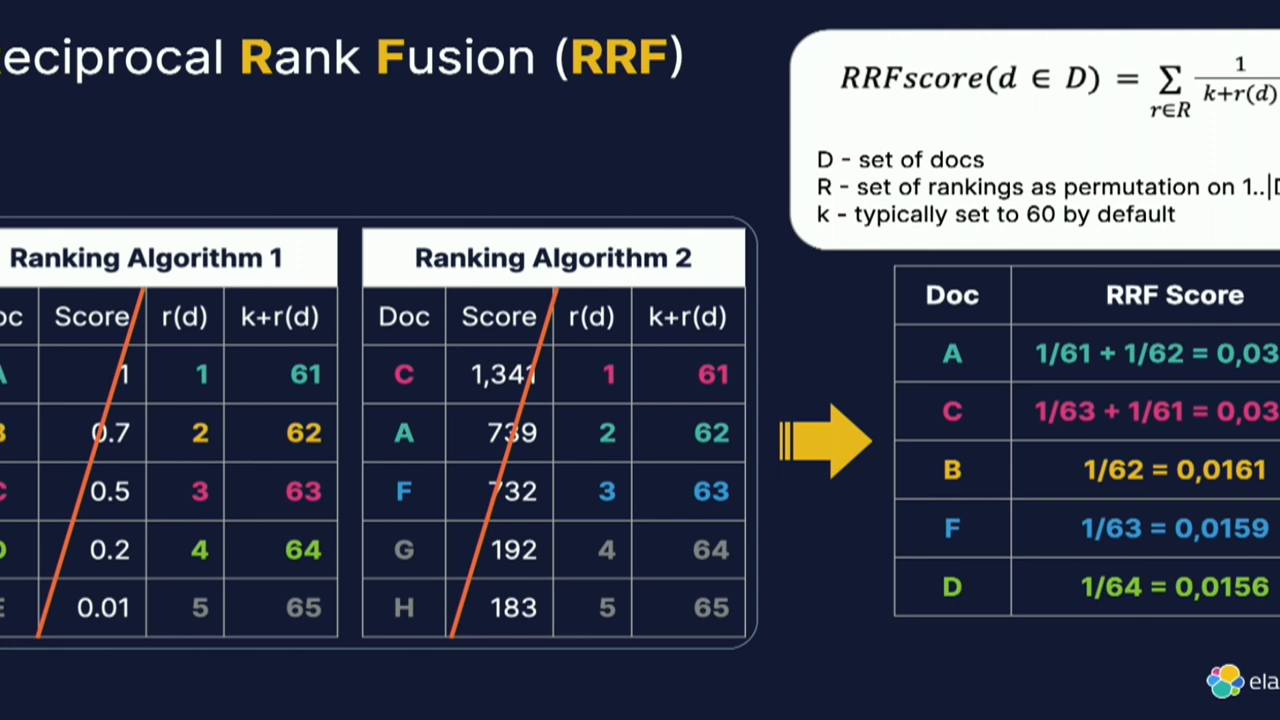 eciprocal Rank Fusion (RRF)
RRFscore(d ∈ D) = ∑ r∈R 1/k+r(d)
D - set of docs
R - set of rankings as permutation on 1..|D
k - typically set to 60 by default
Ranking Algorithm 1
oc Score r(d) k+r(d)
A 1 1 61
B 0.7 2 62
C 0.5 3 63
D 0.2 4 64
E 0.01 5 65
Ranking Algorithm 2
Doc Score r(d) k+r(d)
C 1,341 1 61
A 739 2 62
F 732 3 63
G 192 4 64
H 183 5 65
Doc RRF Score
A 1/61 + 1/62 = 0,03
C 1/63 + 1/61 = 0,03
B 1/62 = 0,0161
F 1/63 = 0,0159
D 1/64 = 0,0156
ela